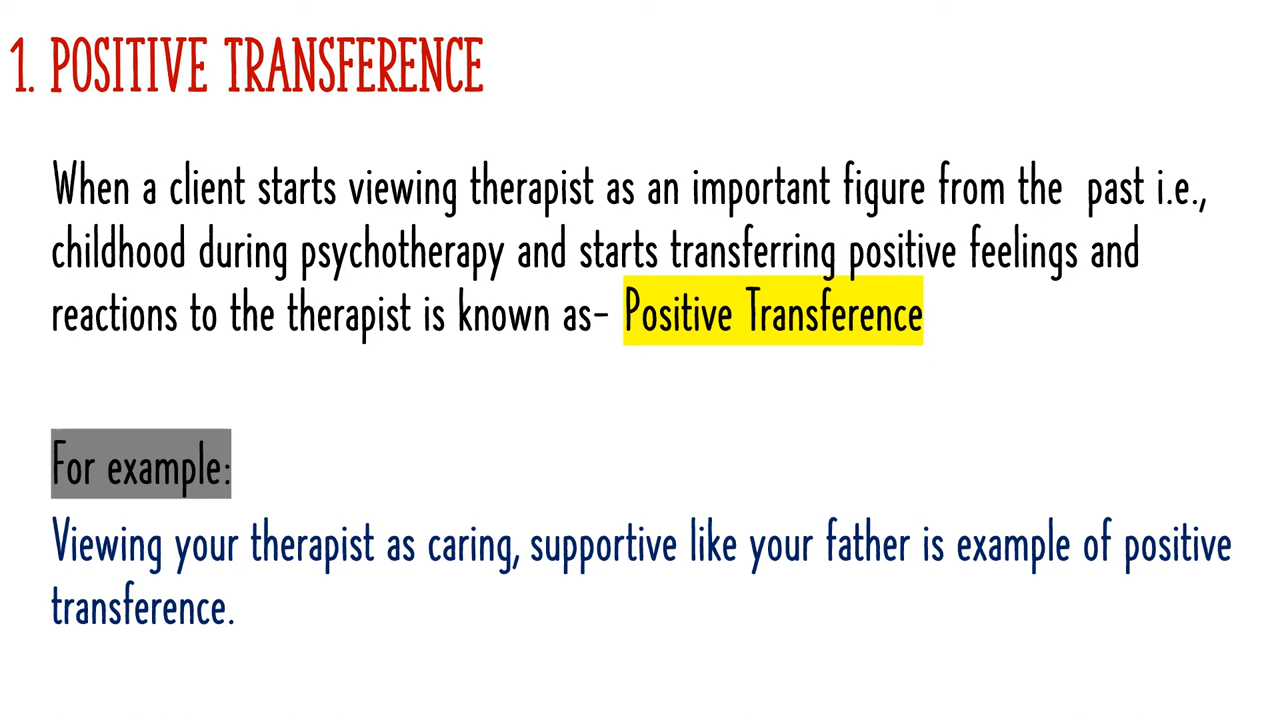 1. POSITIVE TRANSFERENCE
When a client starts viewing therapist as an important figure from the past i.e.,
childhood during psychotherapy and starts transferring positive feelings and
reactions to the therapist is known as- Positive Transference
For example:
Viewing your therapist as caring, supportive like your father is example of positive
transference.